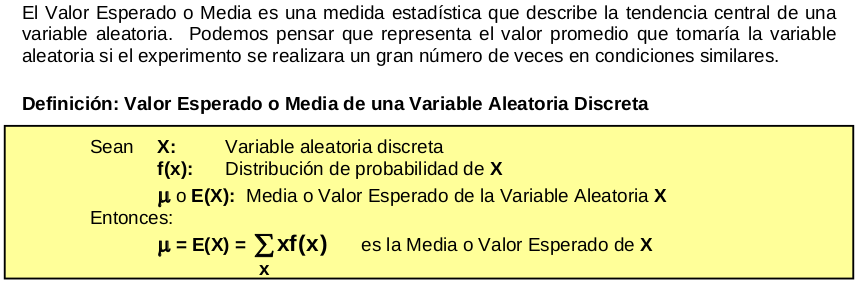 El Valor Esperado o Media es una medida estadística que describe la tendencia central de una
variable aleatoria. Podemos pensar que representa el valor promedio que tomaría la variable
aleatoria si el experimento se realizara un gran número de veces en condiciones similares.
Definición: Valor Esperado o Media de una Variable Aleatoria Discreta
Sean X: Variable aleatoria discreta
f(x): Distribución de probabilidad de X
μ o E(X): Media o Valor Esperado de la Variable Aleatoria X
Entonces:
μ = E(X) = ∑xf(x) es la Media o Valor Esperado de X
x